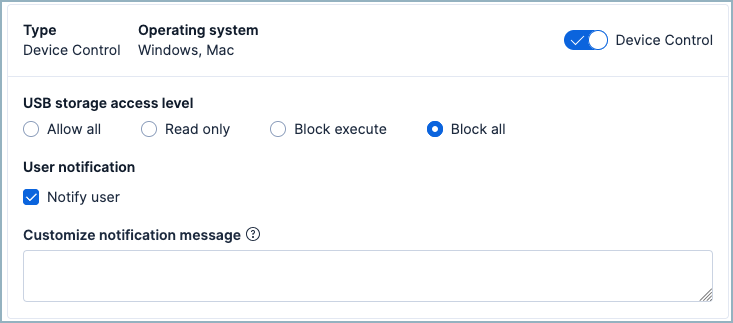 Type Operating system
Device Control Windows, Mac Device Control
USB storage access level
Allow all Read only Block execute Block all
User notification
Notify user
Customize notification message ?